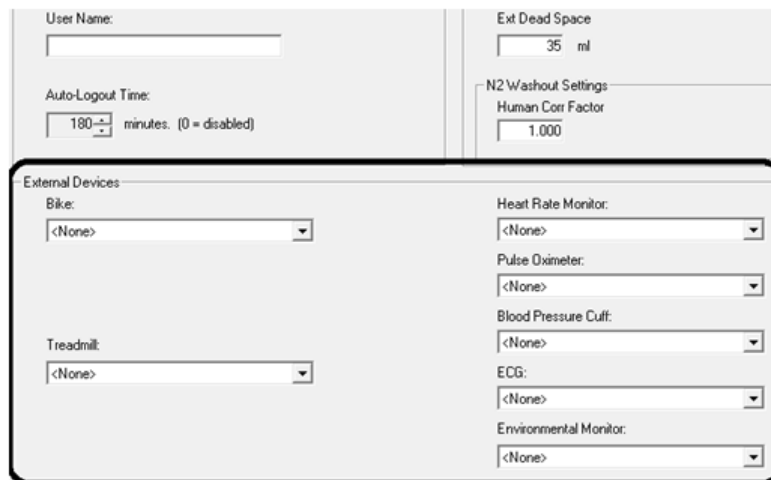 User Name:
Auto-Logout Time:
180 minutes. (0 = disabled)
Ext Dead Space
35 ml
N2 Washout Settings
Human Corr Factor
1.000
External Devices
Bike:
<None>
Treadmill:
<None>
Heart Rate Monitor:
<None>
Pulse Oximeter:
<None>
Blood Pressure Cuff:
<None>
ECG:
<None>
Environmental Monitor:
<None>